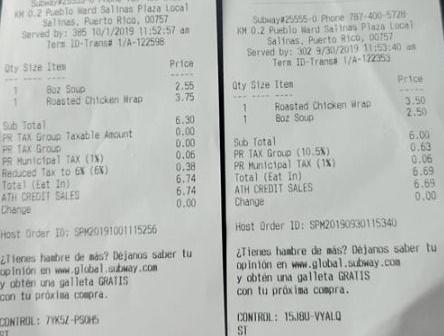 KM 0.2 Pueblo Ward Salinas Plaza Local
Salinas, Puerto Rico, 00757
Served by: 385 10/1/2019 11:52:57 am
Term ID-Trans# 1/A-122598
Qty Size Item Price
1 8oz Soup 2.55
1 Roasted Chicken Wrap 3.75
Sub Total 6.30
PR TAX Group Taxable Amount 0.00
PR TAX Group 0.00
PR Municipal TAX (1%) 0.06
Reduced Tax to 6% (6%) 0.38
Total (Eat In) 6.74
ATH CREDIT SALES 6.74
Change 0.00
Host Order ID: SPM20191001115256
¿Tienes hambre de más? Déjanos saber tu
opinión en www.global.subway.com
y obtén una galleta GRATIS
con tu próxima compra.
CONTROL: 7YK5Z-PSOH5
ST
Subway#25555-0 Phone 787-400-5728
KM 0.2 Pueblo Ward Salinas Plaza Local
Salinas, Puerto Rico, 00757
Served by: 302 9/30/2019 11:53:40 am
Term ID-Trans# 1/A-122353
Qty Size Item Price
1 Roasted Chicken Wrap 3.50
1 8oz Soup 2.50
Sub Total 6.00
PR TAX Group (10.5%) 0.63
PR Municipal TAX (1%) 0.06
Total (Eat In) 6.69
ATH CREDIT SALES 6.69
Change 0.00
Host Order ID: SPM20190930115340
¿Tienes hambre de más? Déjanos saber tu
opinión en www.global.subway.com
y obtén una galleta GRATIS
con tu próxima compra.
CONTROL: 15J8U-VYALQ
ST